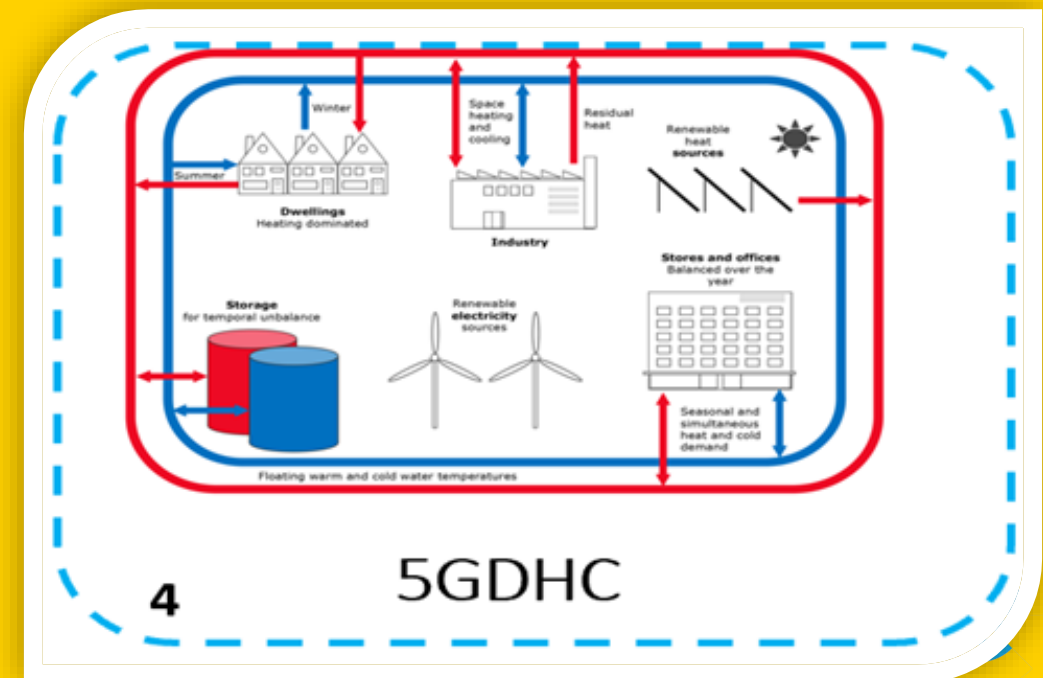 Winter
Summer
Dwellings
Heating dominated
Space
heating
and
cooling
Residual
heat
Industry
Renewable
heat
sources
Stores and offices
Balanced over the
year
Storage
for temporal unbalance
Renewable
electricity
sources
Seasonal and
simultaneous
heat and cold
demand
Floating warm and cold water temperatures
4
5GDHC